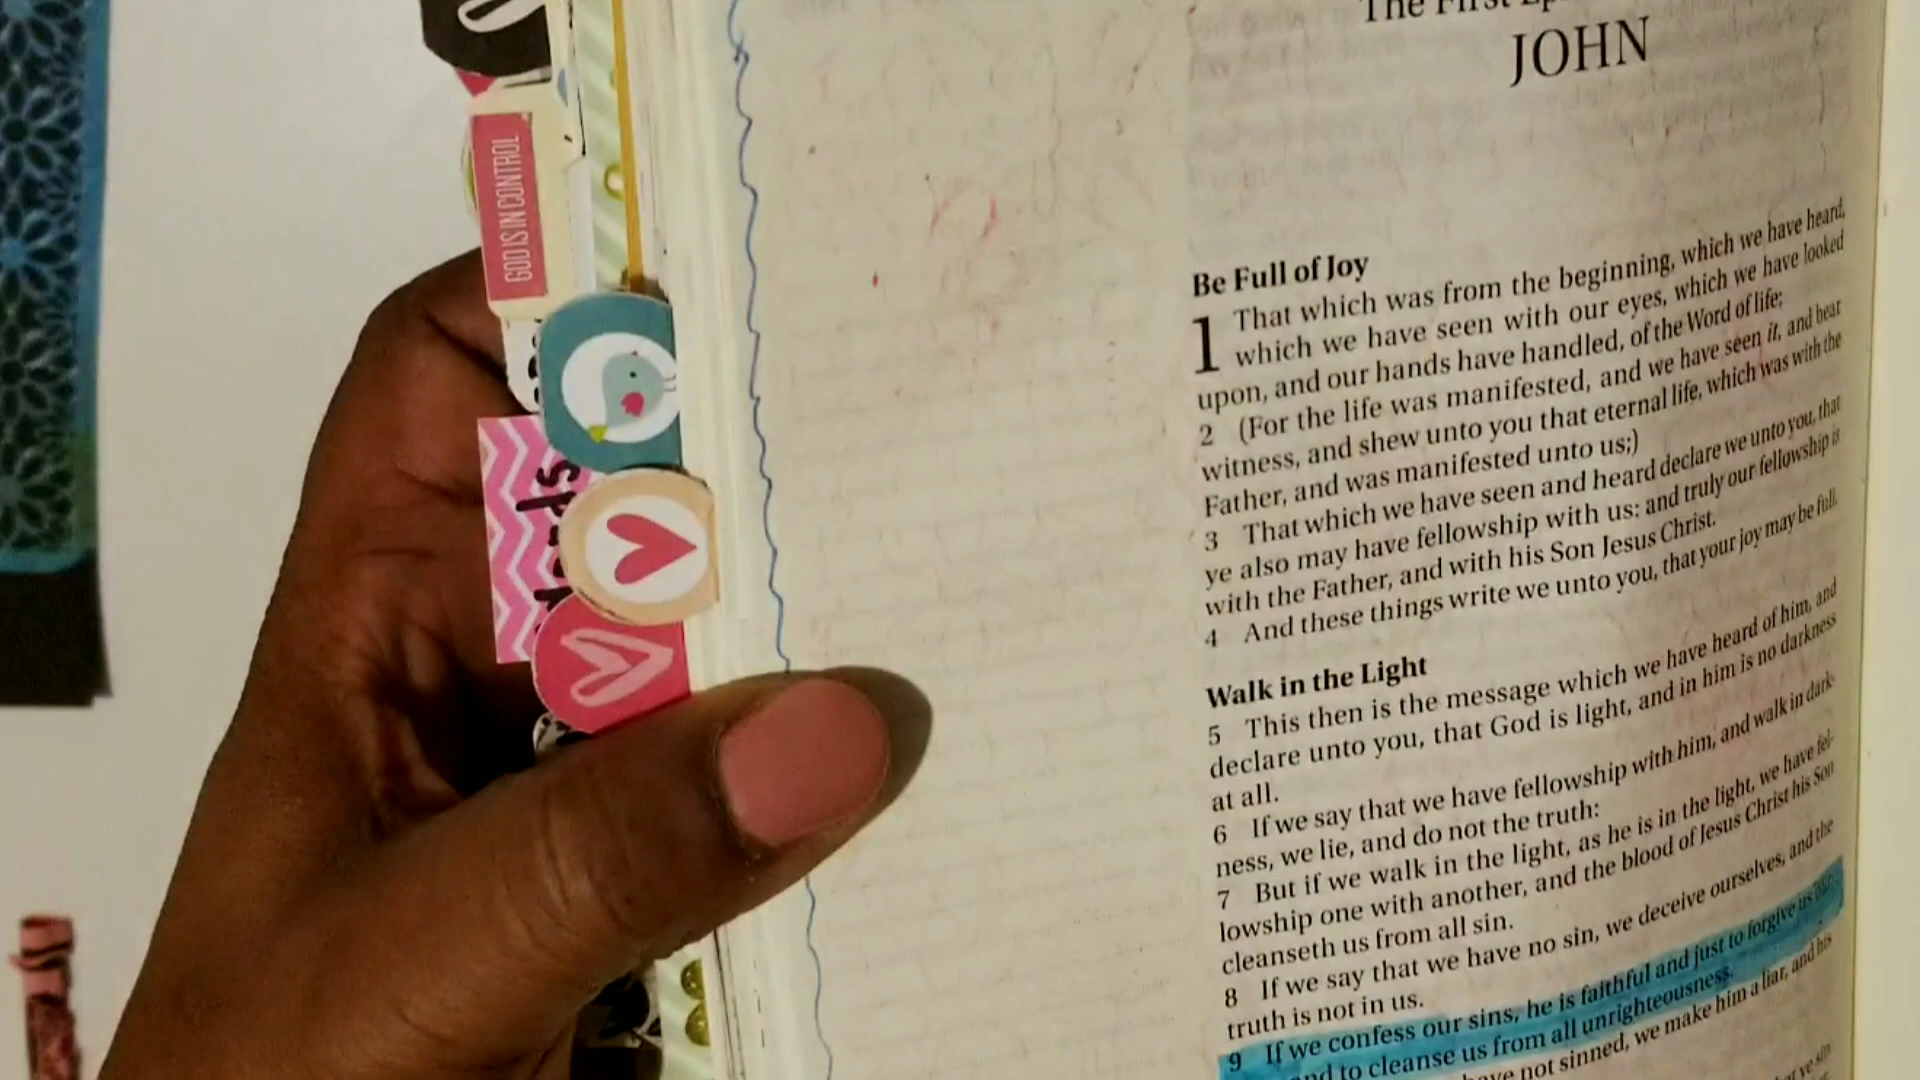 GOD IS IN CONTROL
The First
JOHN
Be Full of Joy
1 That which was from the beginning, which we have heard,
which we have seen with our eyes, which we have looked
upon, and our hands have handled, of the Word of life;
2 (For the life was manifested, and we have seen it, and bear
witness, and shew unto you that eternal life, which was with the
Father, and was manifested unto us;)
3 That which we have seen and heard declare we unto you, that
ye also may have fellowship with us: and truly our fellowship is
with the Father, and with his Son Jesus Christ.
4 And these things write we unto you, that your joy may be full.
Walk in the Light
5 This then is the message which we have heard of him, and
declare unto you, that God is light, and in him is no darkness
at all.
6 If we say that we have fellowship with him, and walk in dark-
ness, we lie, and do not the truth:
7 But if we walk in the light, as he is in the light, we have fel-
lowship one with another, and the blood of Jesus Christ his Son
cleanseth us from all sin.
8 If we say that we have no sin, we deceive ourselves, and the
truth is not in us.
9 If we confess our sins, he is faithful and just to forgive us our
and to cleanse us from all unrighteousness.
have not sinned, we make him a liar, and his